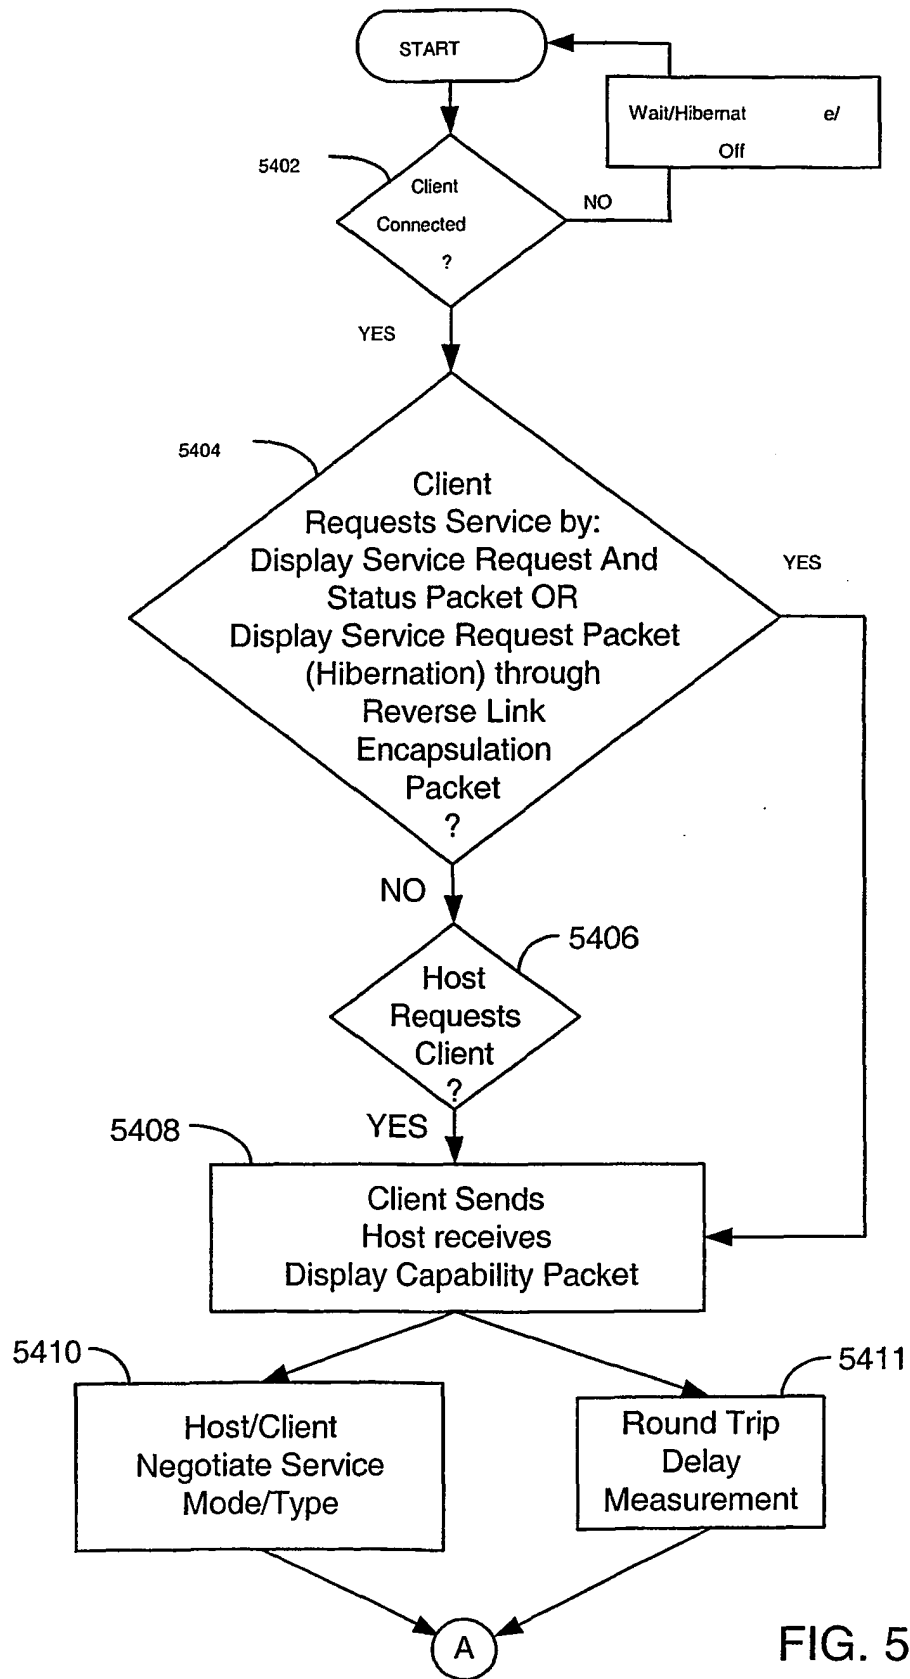 START
Wait/Hibernat e/
Off
5402
Client
Connected
?
NO
YES
5404
Client
Requests Service by:
Display Service Request And
Status Packet OR
Display Service Request Packet
(Hibernation) through
Reverse Link
Encapsulation
Packet
?
YES
NO
5406
Host
Requests
Client
?
YES
5408
Client Sends
Host receives
Display Capability Packet
5410
Host/Client
Negotiate Service
Mode/Type
5411
Round Trip
Delay
Measurement
A
FIG. 5